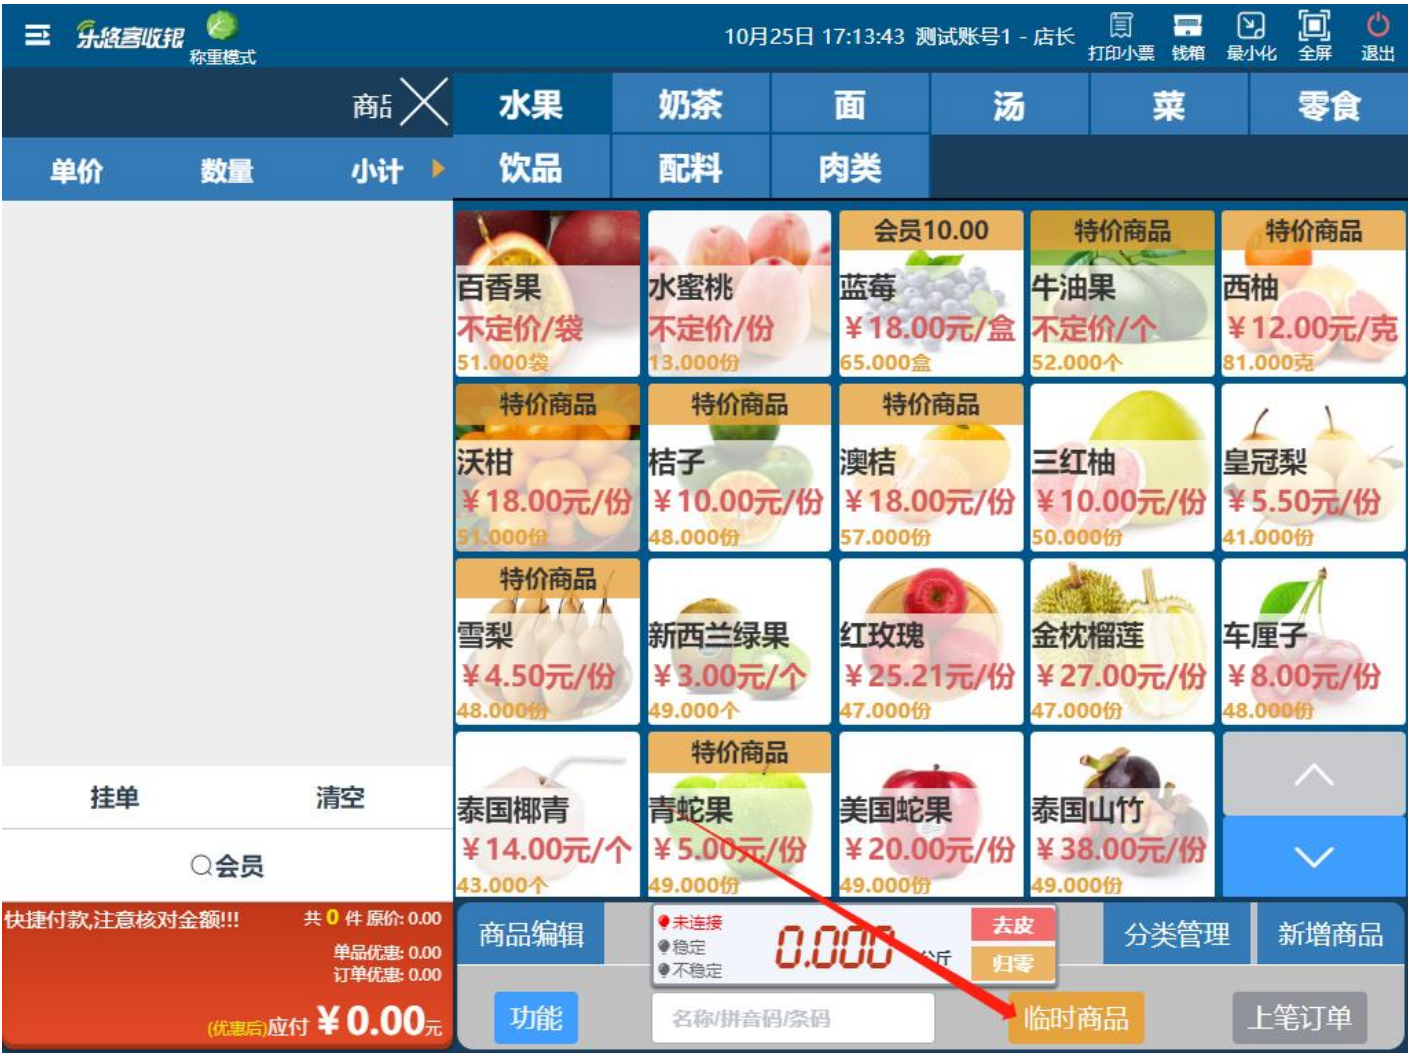 乐悠客收银
称重模式
10月25日 17:13:43 测试账号1 - 店长
打印小票
钱箱
最小化
全屏
退出
商品
单价
数量
小计
挂单
清空
会员
快捷付款,注意核对金额!!!
共 0 件 原价: 0.00
单品优惠: 0.00
订单优惠: 0.00
(优惠后)应付 ¥ 0.00元
水果
奶茶
面
汤
菜
零食
饮品
配料
肉类
百香果
不定价/袋
51.000袋
水蜜桃
不定价/份
13.000份
会员10.00
蓝莓
¥18.00元/盒
65.000盒
特价商品
牛油果
不定价/个
52.000个
特价商品
西柚
¥12.00元/克
81.000克
特价商品
沃柑
¥18.00元/份
51.000份
特价商品
桔子
¥10.00元/份
48.000份
特价商品
澳桔
¥18.00元/份
57.000份
三红柚
¥10.00元/份
50.000份
皇冠梨
¥5.50元/份
41.000份
特价商品
雪梨
¥4.50元/份
48.000份
新西兰绿果
¥3.00元/个
49.000个
红玫瑰
¥25.21元/份
47.000份
金枕榴莲
¥27.00元/份
47.000份
车厘子
¥8.00元/份
48.000份
泰国椰青
¥14.00元/个
43.000个
特价商品
青蛇果
¥5.00元/份
49.000份
美国蛇果
¥20.00元/份
49.000份
泰国山竹
¥38.00元/份
49.000份
商品编辑
未连接
稳定
不稳定
0.000 公斤
去皮
归零
分类管理
新增商品
功能
名称/拼音码/条码
临时商品
上笔订单